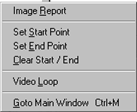 Image Report
Set Start Point
Set End Point
Clear Start / End
Video Loop
Goto Main Window Ctrl+M